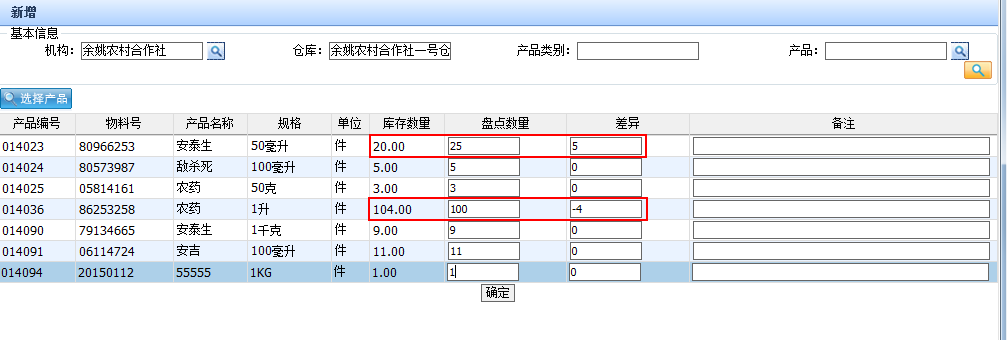 新增
基本信息
机构： 余姚农村合作社 仓库： 余姚农村合作社一号仓 产品类别： 产品：
选择产品
产品编号 物料号 产品名称 规格 单位 库存数量 盘点数量 差异 备注
014023 80966253 安泰生 50毫升 件 20.00 25 5
014024 80573987 敌杀死 100毫升 件 5.00 5 0
014025 05814161 农药 50克 件 3.00 3 0
014036 86253258 农药 1升 件 104.00 100 -4
014090 79134665 安泰生 1千克 件 9.00 9 0
014091 06114724 安吉 100毫升 件 11.00 11 0
014094 20150112 55555 1KG 件 1.00 1 0
确定